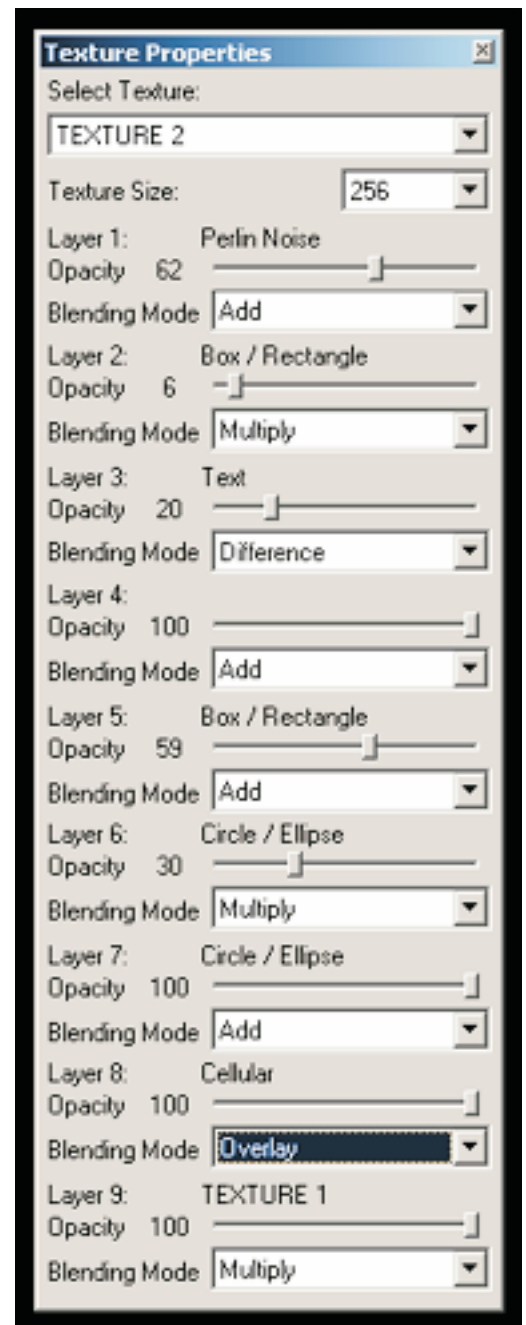 Texture Properties
Select Texture:
TEXTURE 2
Texture Size: 256
Layer 1: Perlin Noise
Opacity 62
Blending Mode Add
Layer 2: Box / Rectangle
Opacity 6
Blending Mode Multiply
Layer 3: Text
Opacity 20
Blending Mode Difference
Layer 4:
Opacity 100
Blending Mode Add
Layer 5: Box / Rectangle
Opacity 59
Blending Mode Add
Layer 6: Circle / Ellipse
Opacity 30
Blending Mode Multiply
Layer 7: Circle / Ellipse
Opacity 100
Blending Mode Add
Layer 8: Cellular
Opacity 100
Blending Mode Overlay
Layer 9: TEXTURE 1
Opacity 100
Blending Mode Multiply